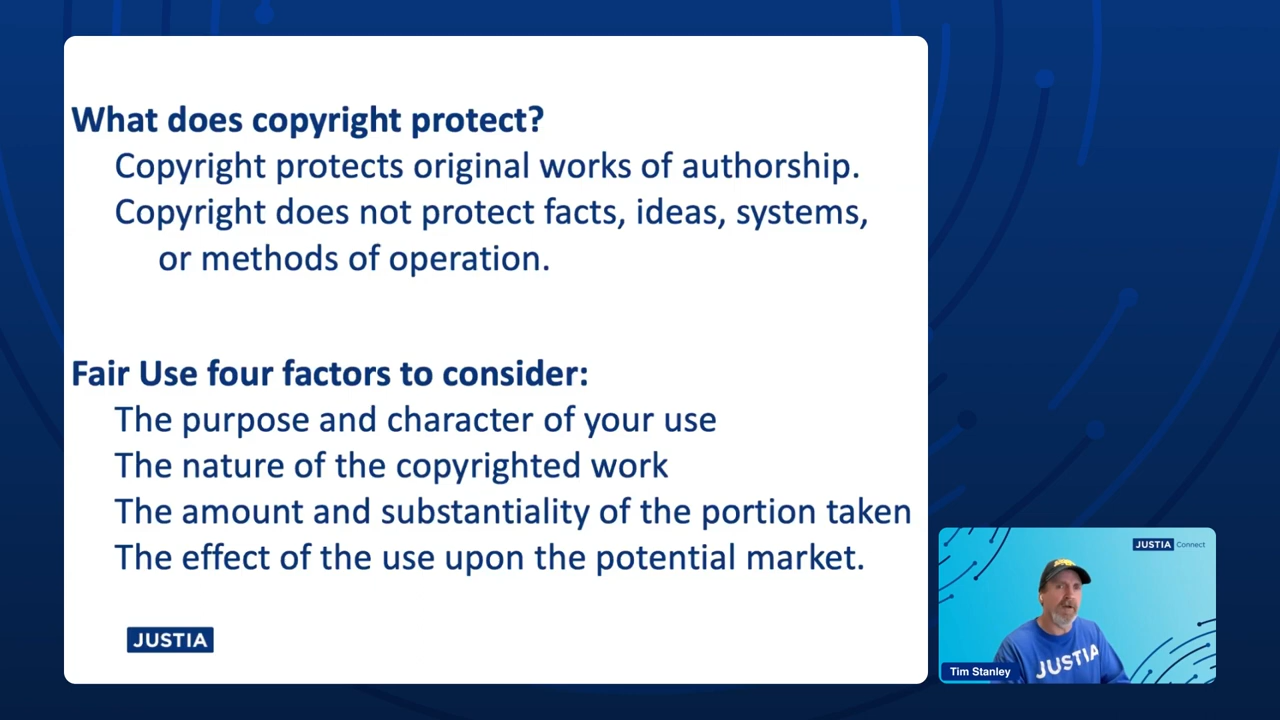 What does copyright protect?
Copyright protects original works of authorship.
Copyright does not protect facts, ideas, systems,
or methods of operation.
Fair Use four factors to consider:
The purpose and character of your use
The nature of the copyrighted work
The amount and substantiality of the portion taken
The effect of the use upon the potential market.
JUSTIA
JUSTIA Connect
JUSTIA
Tim Stanley